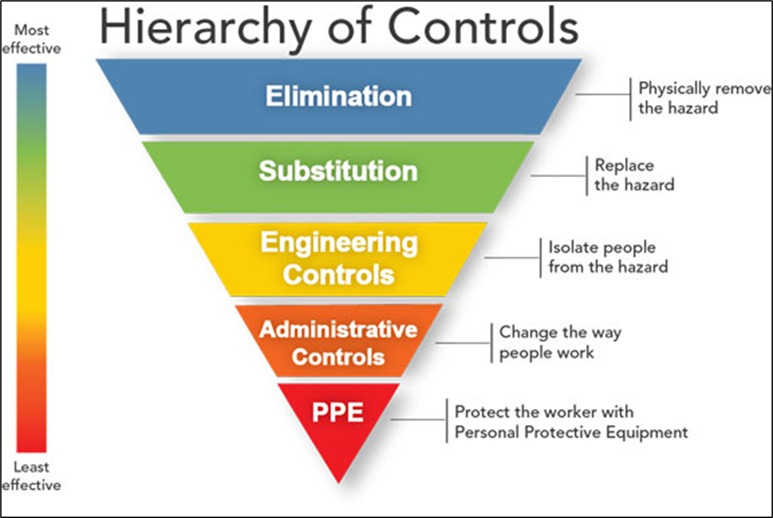 Hierarchy of Controls
Most
effective
Elimination
Physically remove
the hazard
Substitution
Replace
the hazard
Engineering
Controls
Isolate people
from the hazard
Administrative
Controls
Change the way
people work
PPE
Protect the worker with
Personal Protective Equipment
Least
effective